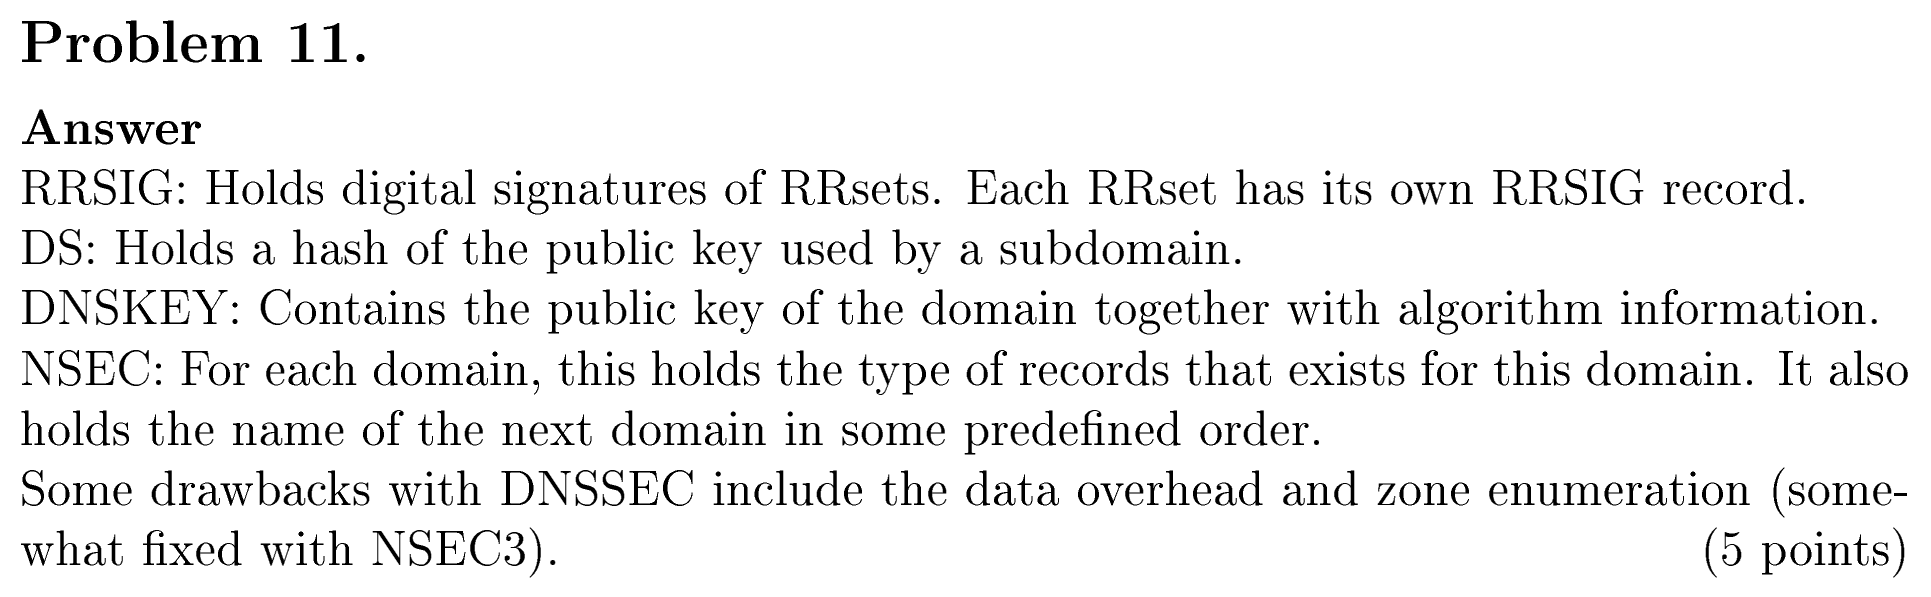 Problem 11.
Answer
RRSIG: Holds digital signatures of RRsets. Each RRset has its own RRSIG record.
DS: Holds a hash of the public key used by a subdomain.
DNSKEY: Contains the public key of the domain together with algorithm information.
NSEC: For each domain, this holds the type of records that exists for this domain. It also
holds the name of the next domain in some predefined order.
Some drawbacks with DNSSEC include the data overhead and zone enumeration (some-
what fixed with NSEC3). (5 points)